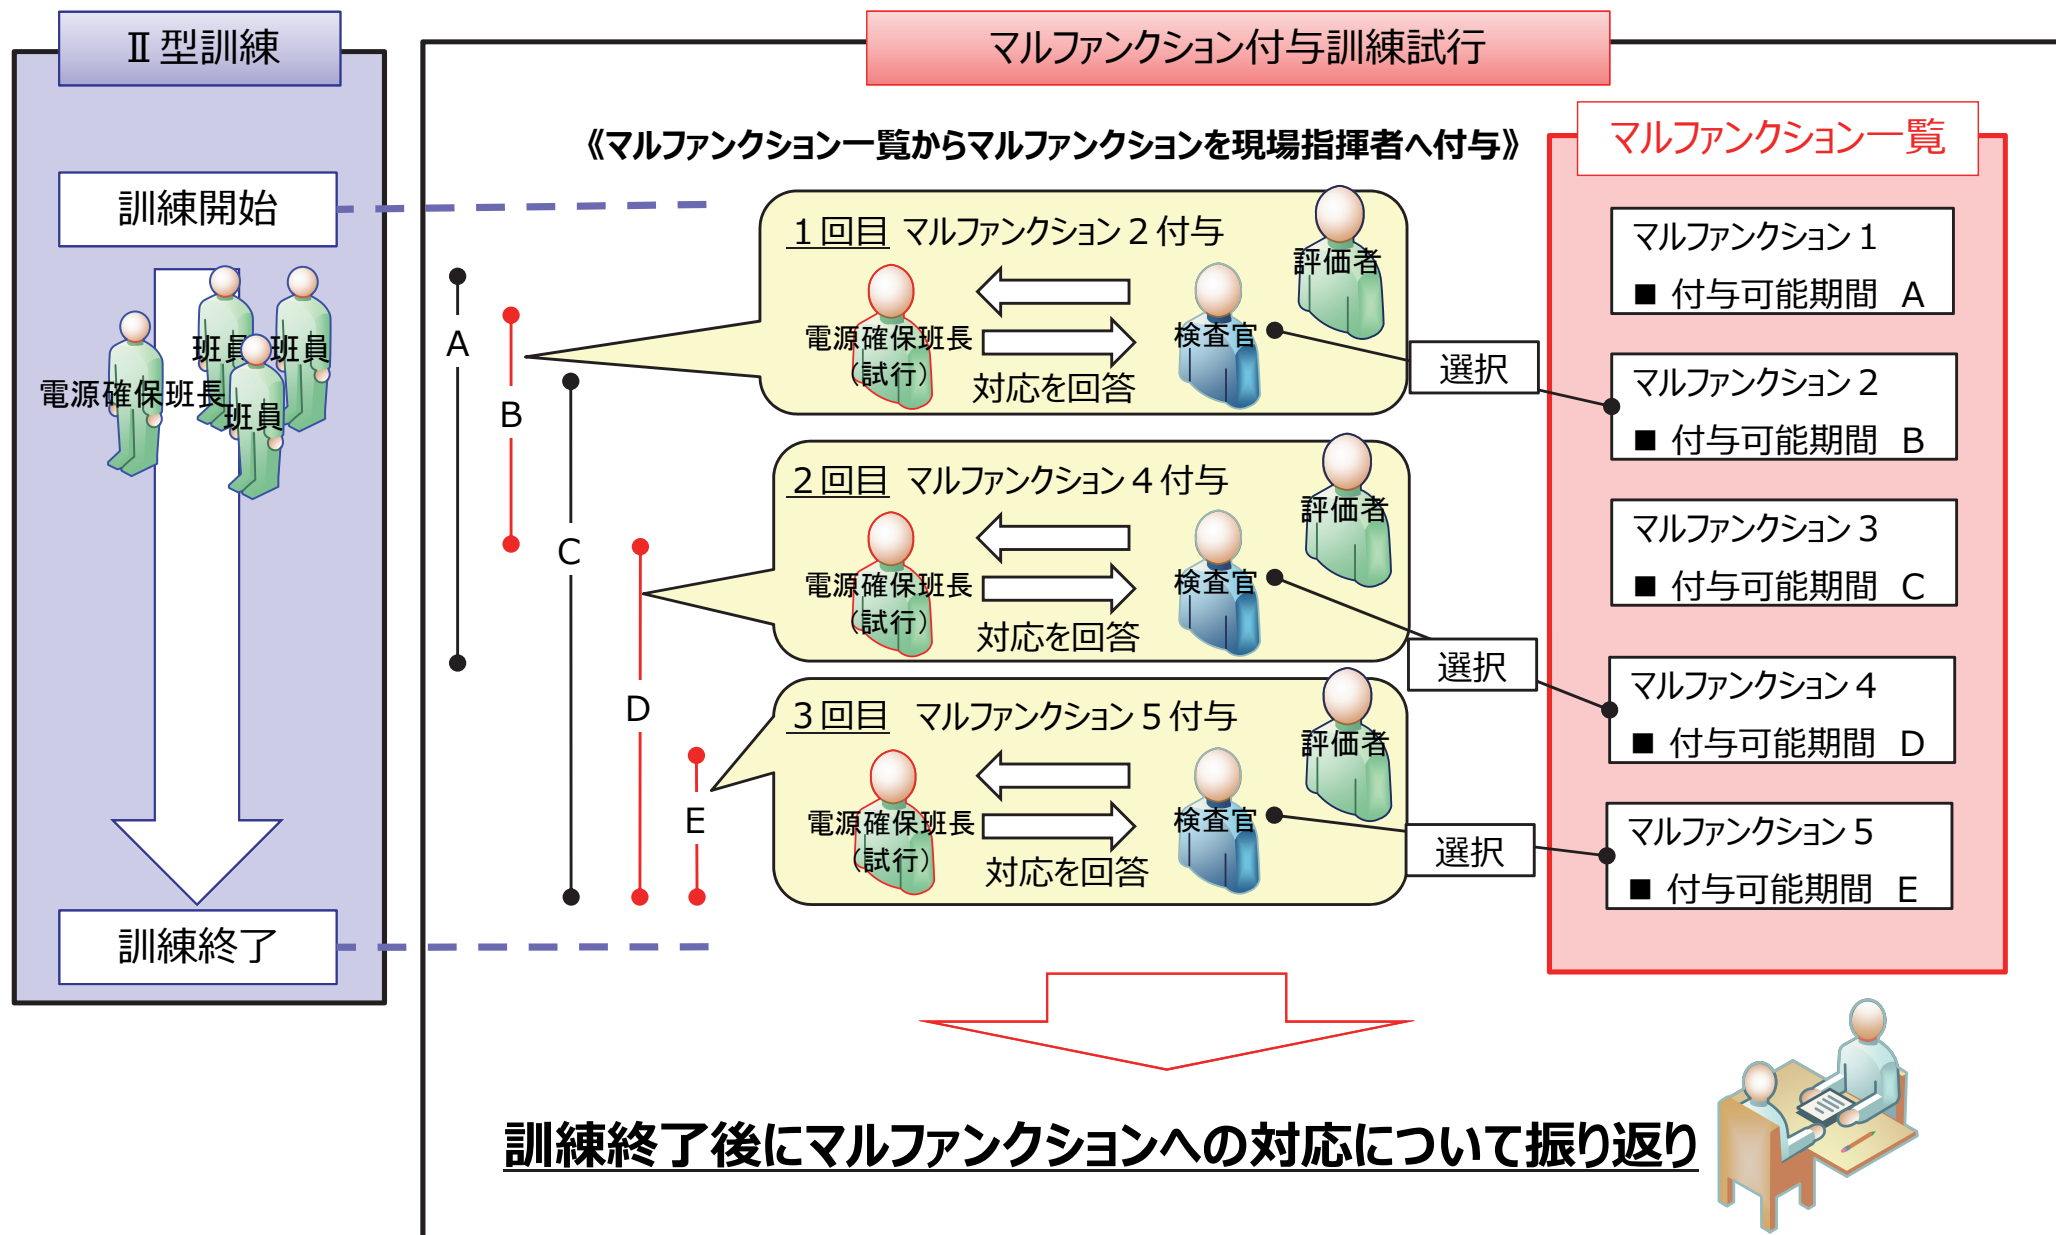 Ⅱ型訓練
訓練開始
電源確保班長
班員
班員
班員
訓練終了
マルファンクション付与訓練試行
《マルファンクション一覧からマルファンクションを現場指揮者へ付与》
A
B
C
D
E
1回目 マルファンクション2付与
評価者
電源確保班長
（試行）
検査官
対応を回答
選択
2回目 マルファンクション4付与
評価者
電源確保班長
（試行）
検査官
対応を回答
選択
3回目 マルファンクション5付与
評価者
電源確保班長
（試行）
検査官
対応を回答
選択
マルファンクション一覧
マルファンクション1
■ 付与可能期間 A
マルファンクション2
■ 付与可能期間 B
マルファンクション3
■ 付与可能期間 C
マルファンクション4
■ 付与可能期間 D
マルファンクション5
■ 付与可能期間 E
訓練終了後にマルファンクションへの対応について振り返り